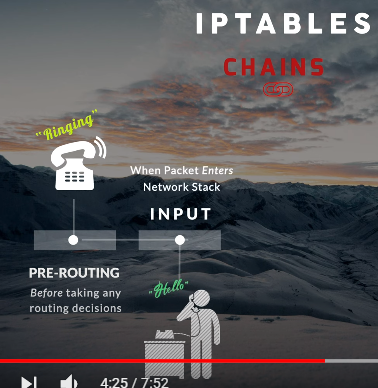 IPTABLES
CHAINS
"Ringing"
When Packet Enters
Network Stack
INPUT
PRE-ROUTING
Before taking any
routing decisions
"Hello"
4:25 / 7:52